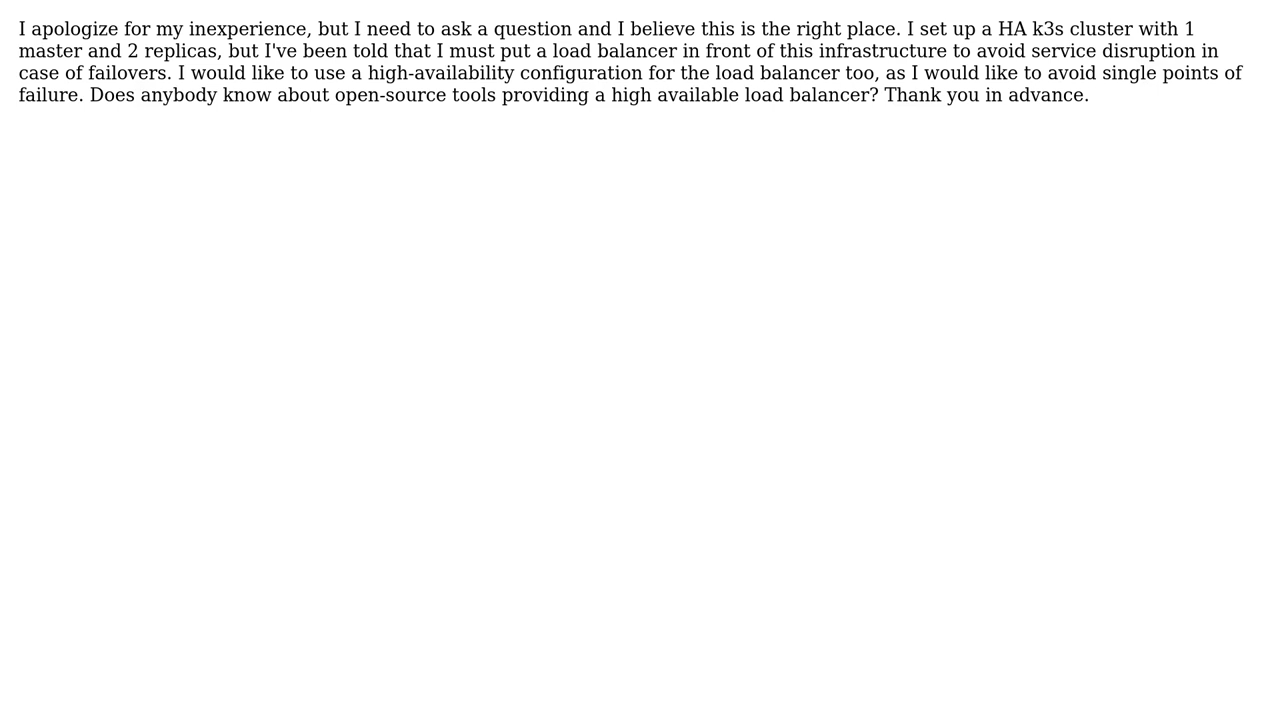 I apologize for my inexperience, but I need to ask a question and I believe this is the right place. I set up a HA k3s cluster with 1
master and 2 replicas, but I've been told that I must put a load balancer in front of this infrastructure to avoid service disruption in
case of failovers. I would like to use a high-availability configuration for the load balancer too, as I would like to avoid single points of
failure. Does anybody know about open-source tools providing a high available load balancer? Thank you in advance.